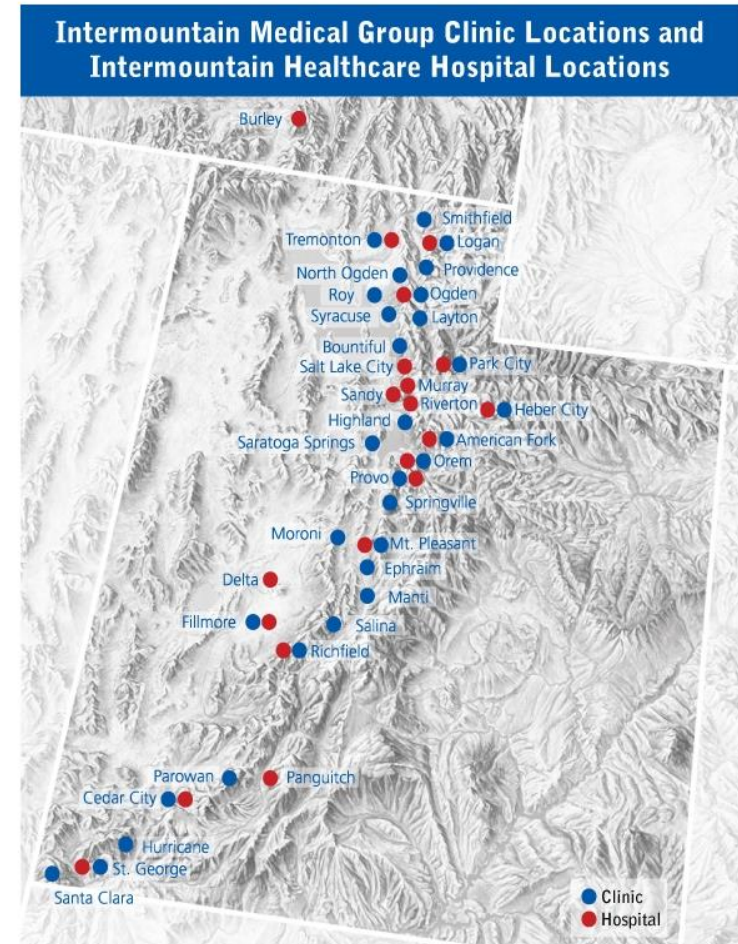 Intermountain Medical Group Clinic Locations and
Intermountain Healthcare Hospital Locations
Burley
Smithfield
Tremonton
Logan
North Ogden
Providence
Roy
Ogden
Syracuse
Layton
Bountiful
Salt Lake City
Park City
Murray
Sandy
Riverton
Heber City
Highland
Saratoga Springs
American Fork
Orem
Provo
Springville
Moroni
Mt. Pleasant
Ephraim
Delta
Manti
Fillmore
Salina
Richfield
Parowan
Panguitch
Cedar City
Hurricane
St. George
Santa Clara
Clinic
Hospital